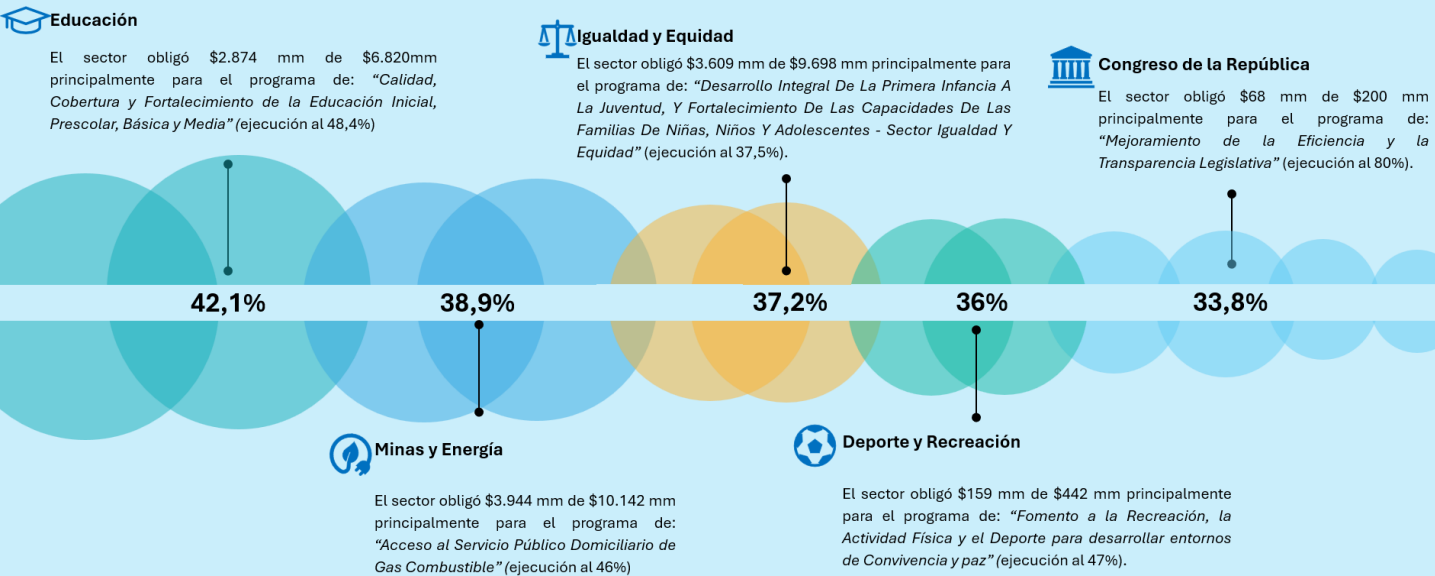 Educación
El sector obligó $2.874 mm de $6.820mm
principalmente para el programa de: “Calidad,
Cobertura y Fortalecimiento de la Educación Inicial,
Prescolar, Básica y Media” (ejecución al 48,4%)
Igualdad y Equidad
El sector obligó $3.609 mm de $9.698 mm principalmente para
el programa de: “Desarrollo Integral De La Primera Infancia A
La Juventud, Y Fortalecimiento De Las Capacidades De Las
Familias De Niñas, Niños Y Adolescentes - Sector Igualdad Y
Equidad” (ejecución al 37,5%).
Congreso de la República
El sector obligó $68 mm de $200 mm
principalmente para el programa de:
“Mejoramiento de la Eficiencia y la
Transparencia Legislativa” (ejecución al 80%).
42,1%
38,9%
37,2%
36%
33,8%
Minas y Energía
El sector obligó $3.944 mm de $10.142 mm
principalmente para el programa de:
“Acceso al Servicio Público Domiciliario de
Gas Combustible” (ejecución al 46%)
Deporte y Recreación
El sector obligó $159 mm de $442 mm principalmente
para el programa de: “Fomento a la Recreación, la
Actividad Física y el Deporte para desarrollar entornos
de Convivencia y paz” (ejecución al 47%).